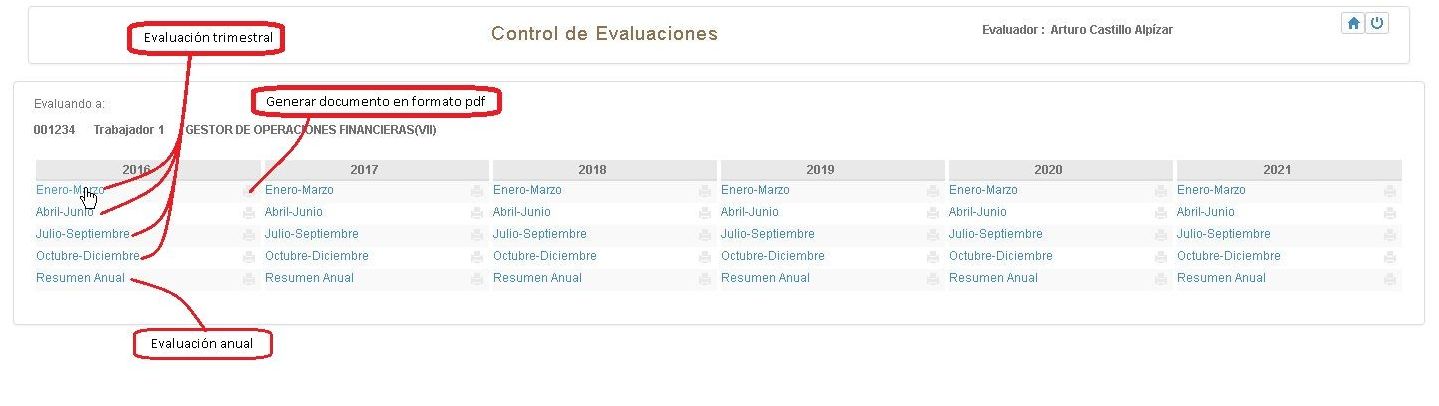 Evaluación trimestral
Control de Evaluaciones
Evaluador : Arturo Castillo Alpízar
Evaluando a:
Generar documento en formato pdf
001234 Trabajador 1 GESTOR DE OPERACIONES FINANCIERAS(VII)
2016 2017 2018 2019 2020 2021
Enero-Marzo Enero-Marzo Enero-Marzo Enero-Marzo Enero-Marzo Enero-Marzo
Abril-Junio Abril-Junio Abril-Junio Abril-Junio Abril-Junio Abril-Junio
Julio-Septiembre Julio-Septiembre Julio-Septiembre Julio-Septiembre Julio-Septiembre Julio-Septiembre
Octubre-Diciembre Octubre-Diciembre Octubre-Diciembre Octubre-Diciembre Octubre-Diciembre Octubre-Diciembre
Resumen Anual Resumen Anual Resumen Anual Resumen Anual Resumen Anual Resumen Anual
Evaluación anual